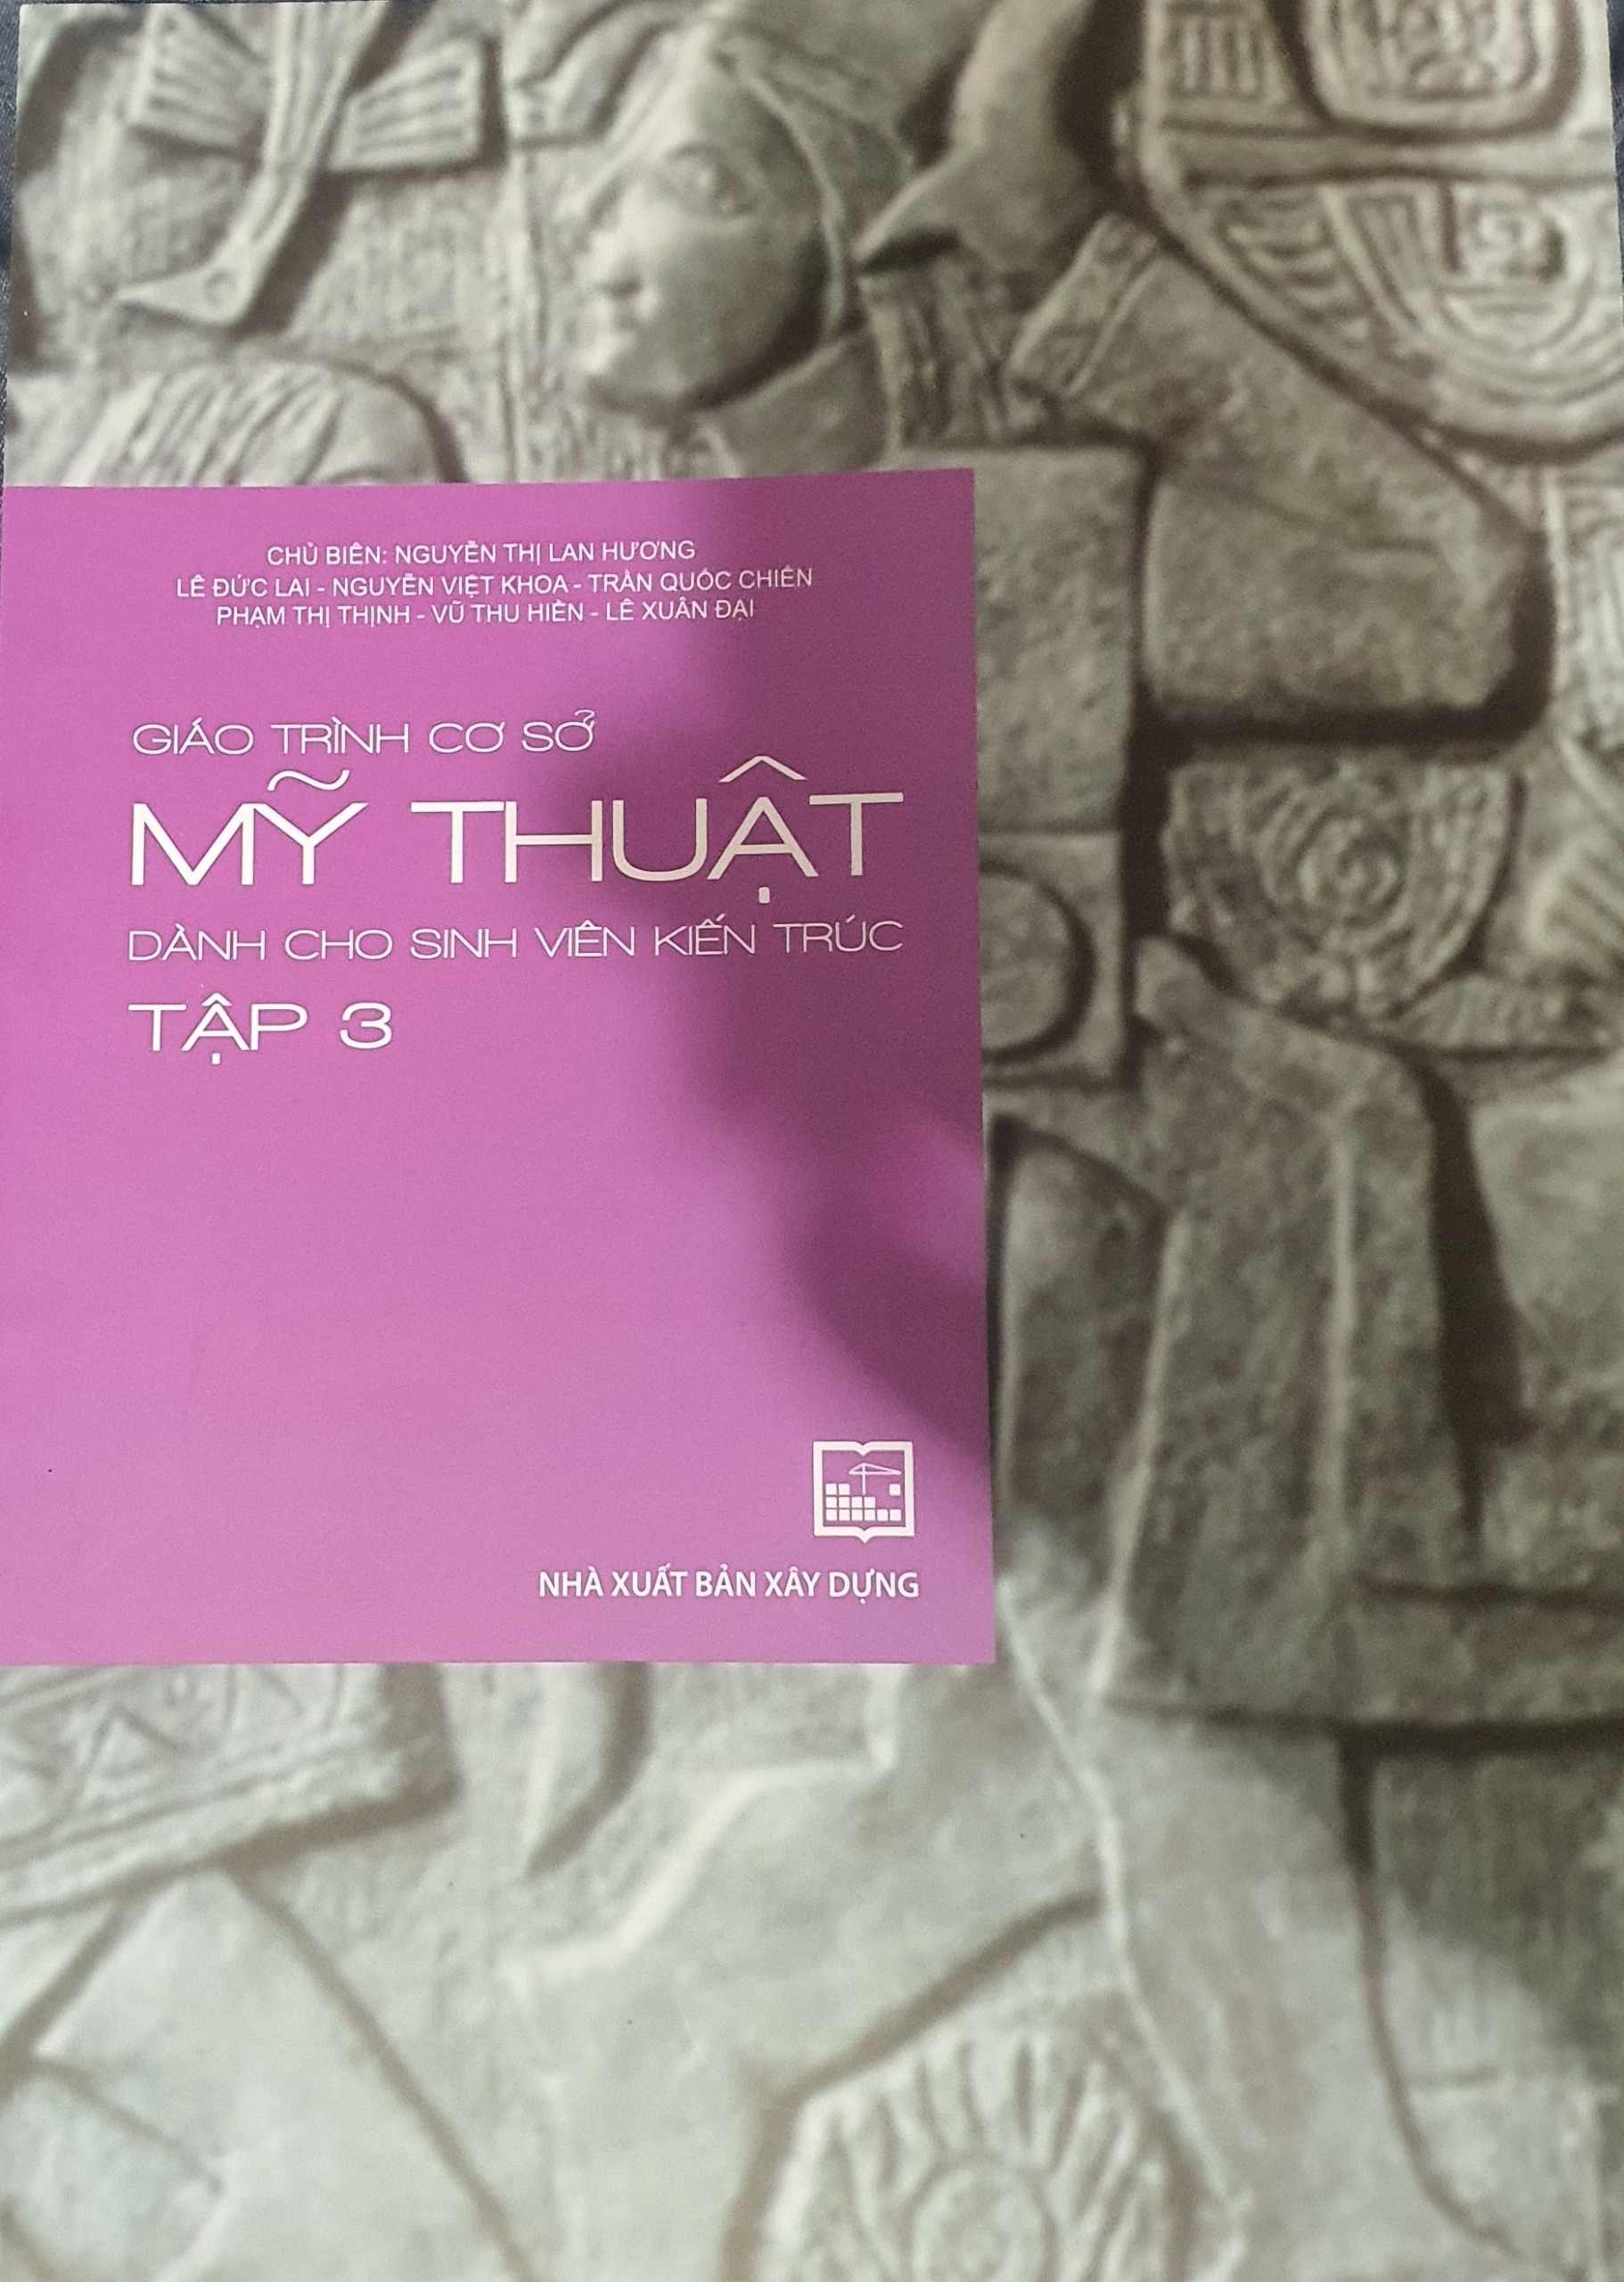 CHỦ BIÊN: NGUYỄN THỊ LAN HƯƠNG
LÊ ĐỨC LAI - NGUYỄN VIỆT KHOA - TRẦN QUỐC CHIẾN
PHẠM THỊ THỊNH - VŨ THU HIỀN - LÊ XUÂN ĐẠI
GIÁO TRÌNH CƠ SỞ
MỸ THUẬT
DÀNH CHO SINH VIÊN KIẾN TRÚC
TẬP 3
NHÀ XUẤT BẢN XÂY DỰNG